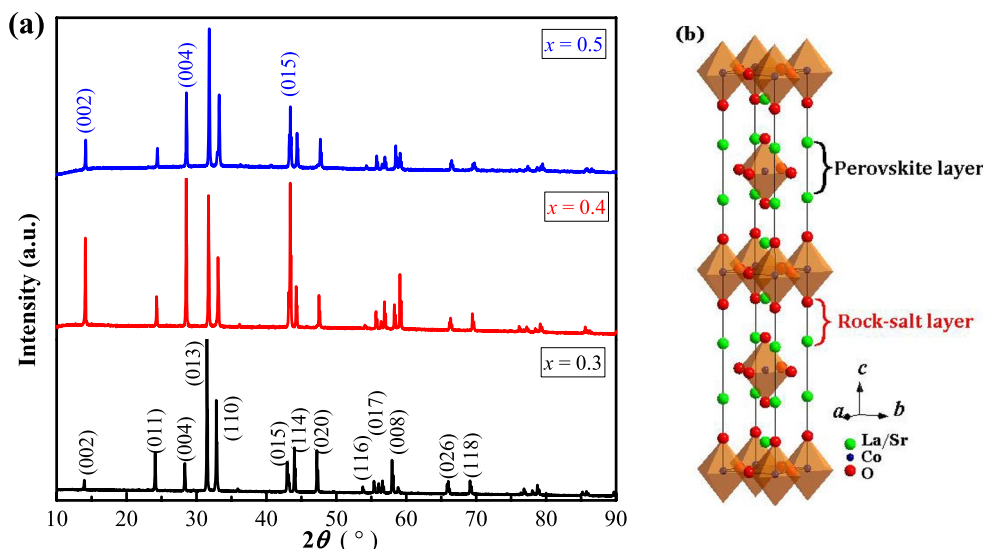 (a)
x = 0.5
(002)
(004)
(015)
x = 0.4
x = 0.3
(002)
(011)
(004)
(013)
(110)
(015)
(114)
(020)
(116)
(017)
(008)
(026)
(118)
Intensity (a.u.)
10 20 30 40 50 60 70 80 90
2θ ( ° )
(b)
Perovskite layer
Rock-salt layer
c
a
b
La/Sr
Co
O